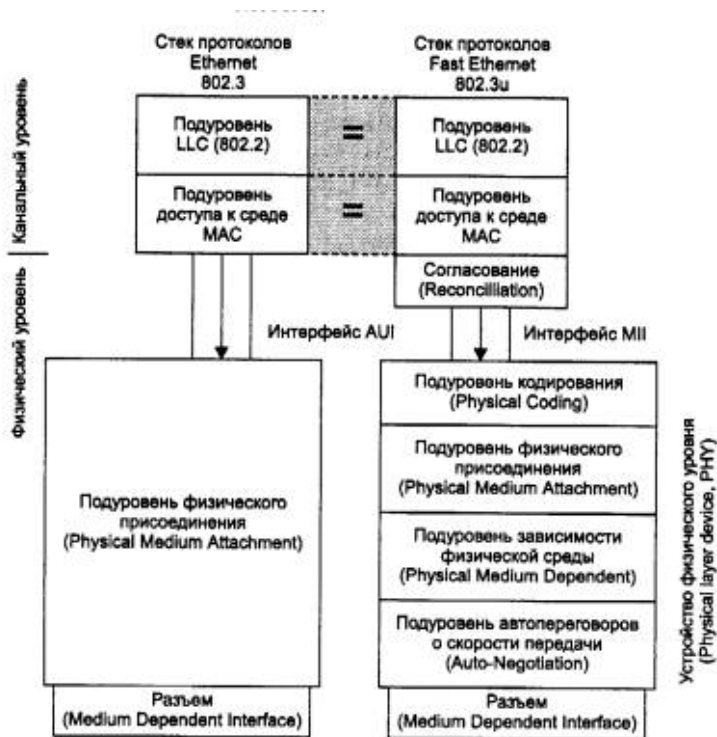 Стек протоколов
Ethernet
802.3
Стек протоколов
Fast Ethernet
802.3u
Канальный уровень
Подуровень
LLC (802.2)
=
Подуровень
LLC (802.2)
Подуровень
доступа к среде
MAC
=
Подуровень
доступа к среде
MAC
Согласование
(Reconcilliation)
Физический уровень
Интерфейс AUI
Интерфейс MII
Подуровень физического
присоединения
(Physical Medium Attachment)
Подуровень кодирования
(Physical Coding)
Подуровень физического
присоединения
(Physical Medium Attachment)
Подуровень зависимости
физической среды
(Physical Medium Dependent)
Подуровень автопереговоров
о скорости передачи
(Auto-Negotiation)
Устройство физического уровня
(Physical layer device, PHY)
Разъем
(Medium Dependent Interface)
Разъем
(Medium Dependent Interface)